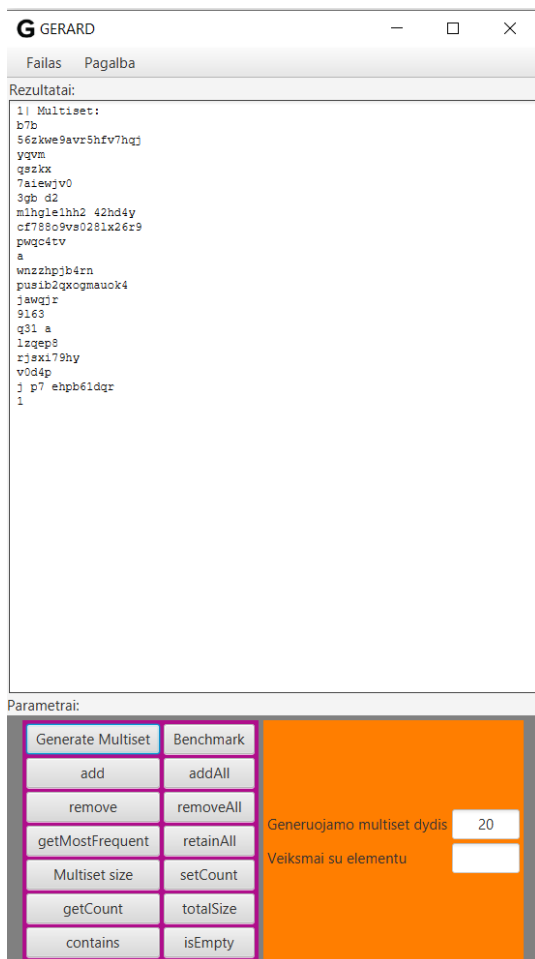 G GERARD
Failas Pagalba
Rezultatai:
1| Multiset:
b7b
56zkwe9avr5hfv7hqj
yqvm
qszkx
7aiewjv0
3gb d2
m1hgle1hh2 42hd4y
cf788o9vs028lx26r9
pwqc4tv
a
wnzzhpjb4rn
pusib2qxogmauok4
jawqjr
9l63
q31 a
lzqep8
rjsxi79hy
v0d4p
j p7 ehpb61dqr
1
Parametrai:
Generate Multiset Benchmark
add addAll
remove removeAll
getMostFrequent retainAll
Multiset size setCount
getCount totalSize
contains isEmpty
Generuojamo multiset dydis 20
Veiksmai su elementu